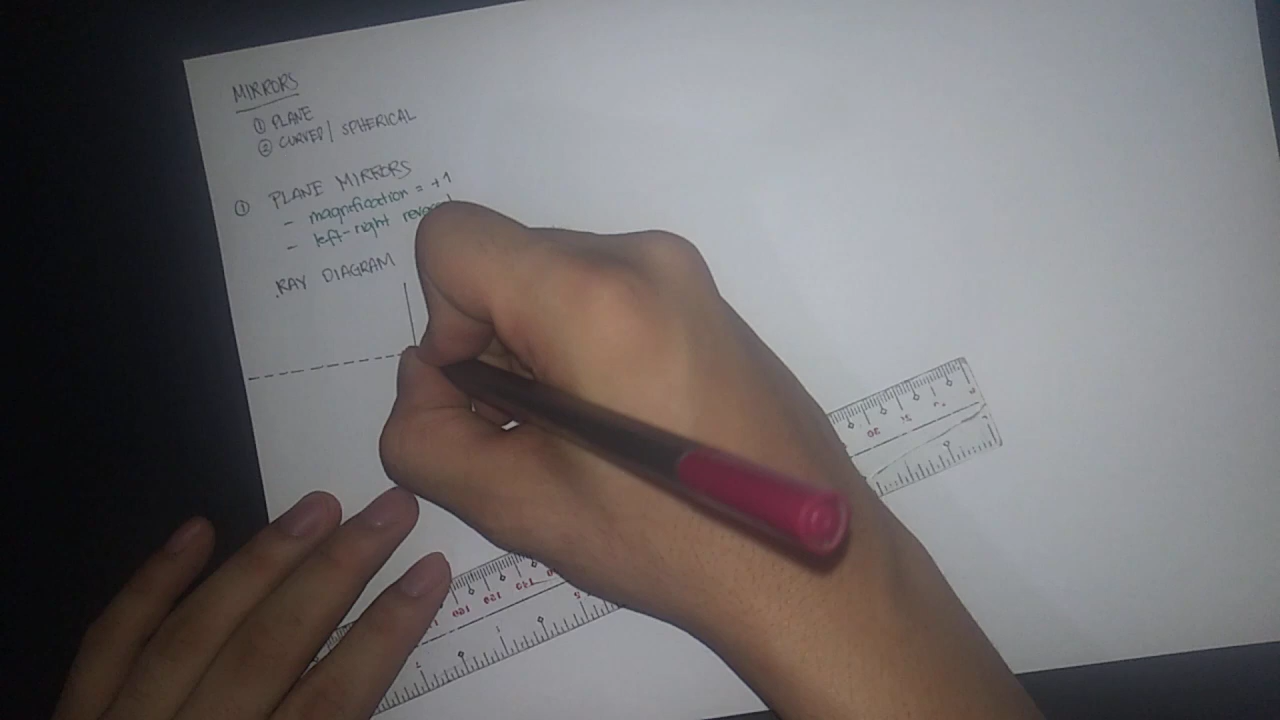 MIRRORS
① PLANE
② CURVED/ SPHERICAL
① PLANE MIRRORS
- magnification = +1
- left-right
RAY DIAGRAM